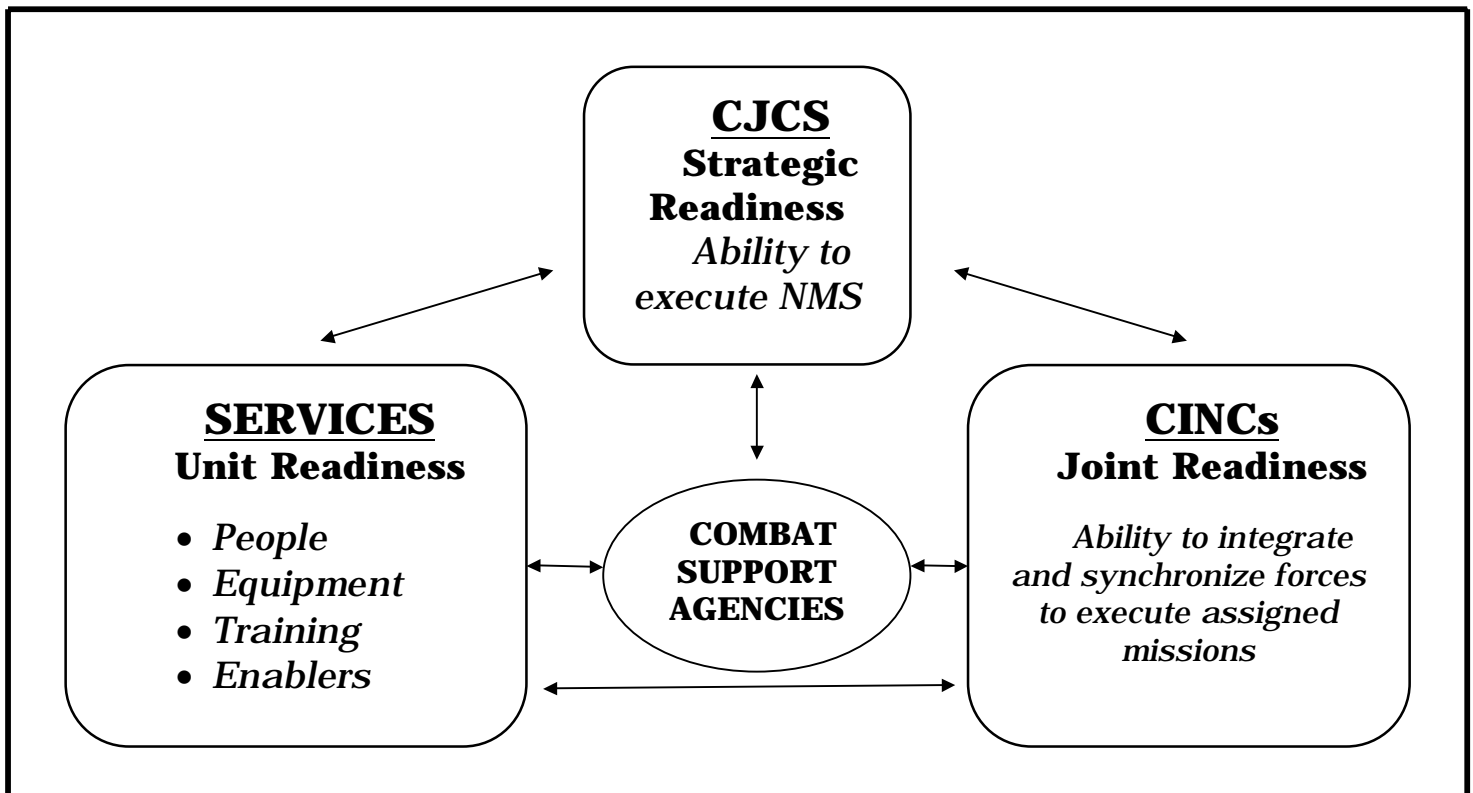 CJCS
Strategic
Readiness
Ability to
execute NMS
SERVICES
Unit Readiness
• People
• Equipment
• Training
• Enablers
COMBAT
SUPPORT
AGENCIES
CINCs
Joint Readiness
Ability to integrate
and synchronize forces
to execute assigned
missions